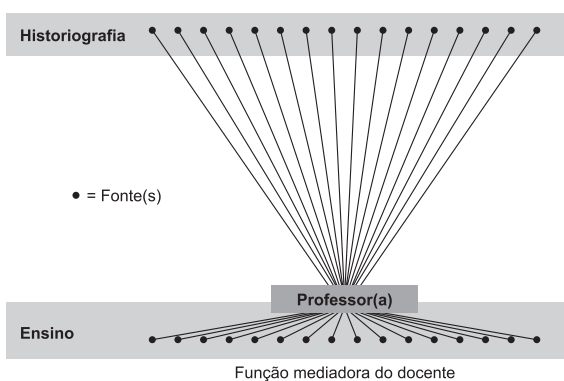 Historiografia
• = Fonte(s)
Professor(a)
Ensino
Função mediadora do docente